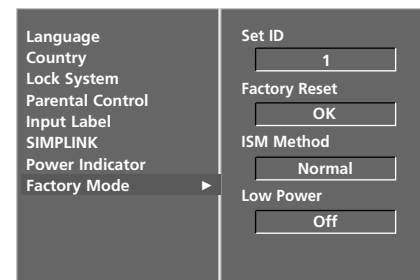 Language
Country
Lock System
Parental Control
Input Label
SIMPLINK
Power Indicator
Factory Mode ►
Set ID
1
Factory Reset
OK
ISM Method
Normal
Low Power
Off